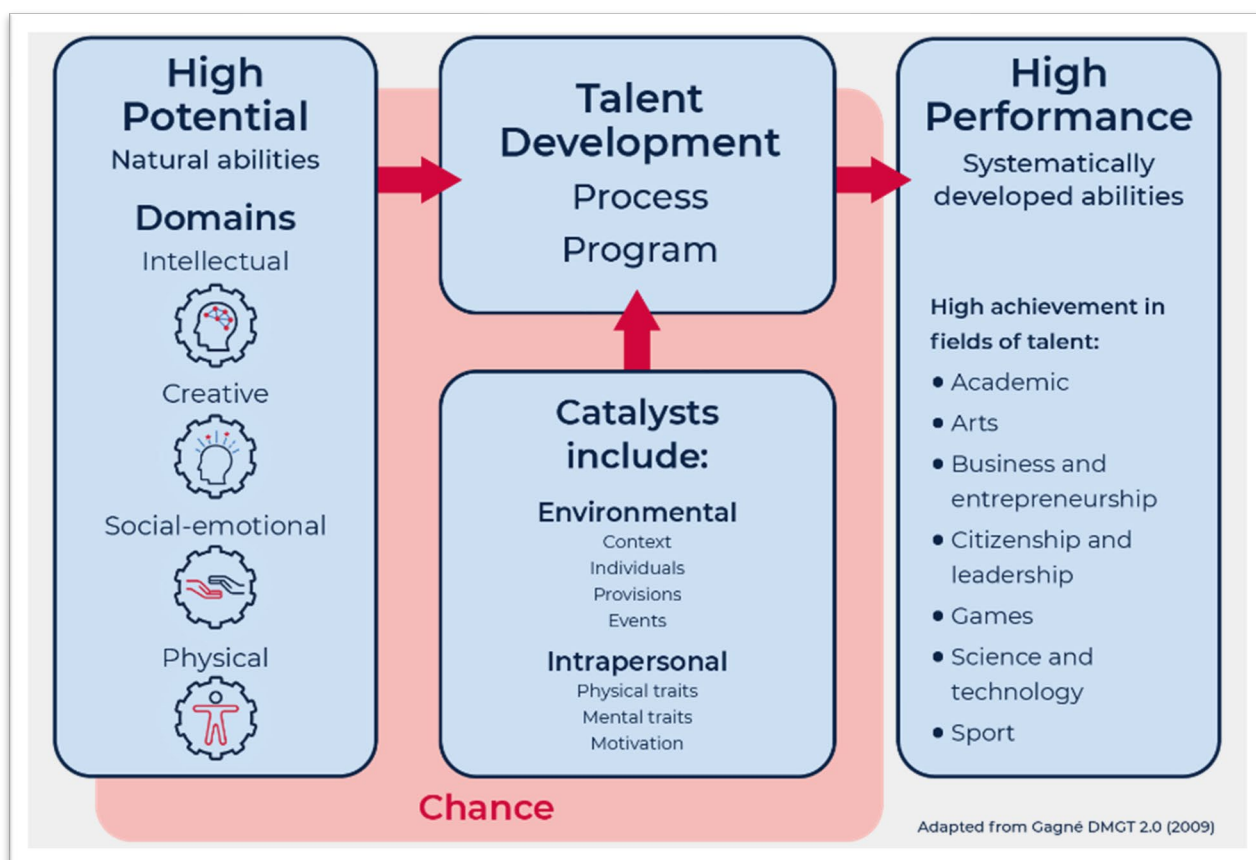 High
Potential
Natural abilities
Domains
Intellectual
Creative
Social-emotional
Physical
Talent
Development
Process
Program
Catalysts
include:
Environmental
Context
Individuals
Provisions
Events
Intrapersonal
Physical traits
Mental traits
Motivation
Chance
High
Performance
Systematically
developed abilities
High achievement in
fields of talent:
• Academic
• Arts
• Business and
entrepreneurship
• Citizenship and
leadership
• Games
• Science and
technology
• Sport
Adapted from Gagné DMGT 2.0 (2009)